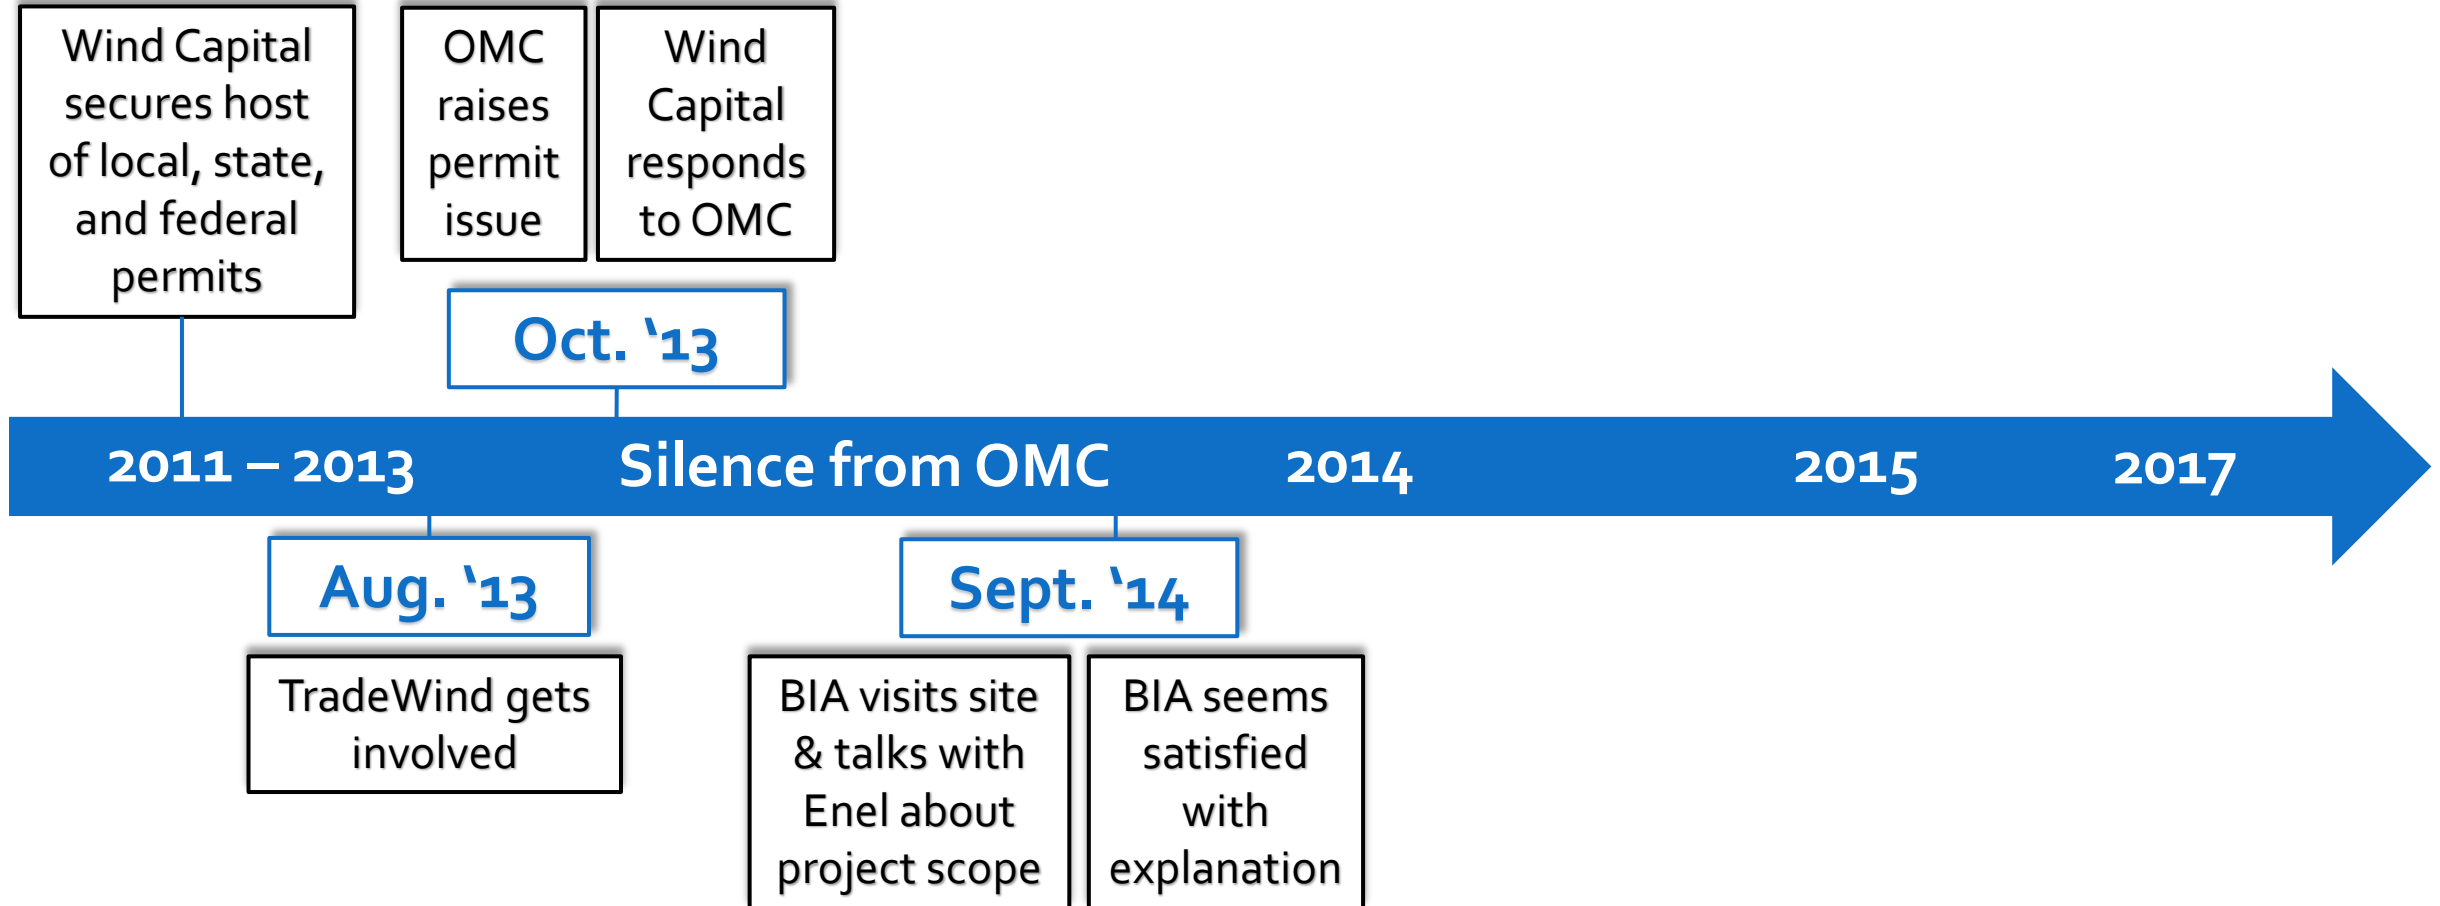 Wind Capital
secures host
of local, state,
and federal
permits
OMC
raises
permit
issue
Wind
Capital
responds
to OMC
Oct. ‘13
2011 – 2013
Silence from OMC
2014
2015
2017
Aug. ‘13
TradeWind gets
involved
Sept. ‘14
BIA visits site
& talks with
Enel about
project scope
BIA seems
satisfied
with
explanation